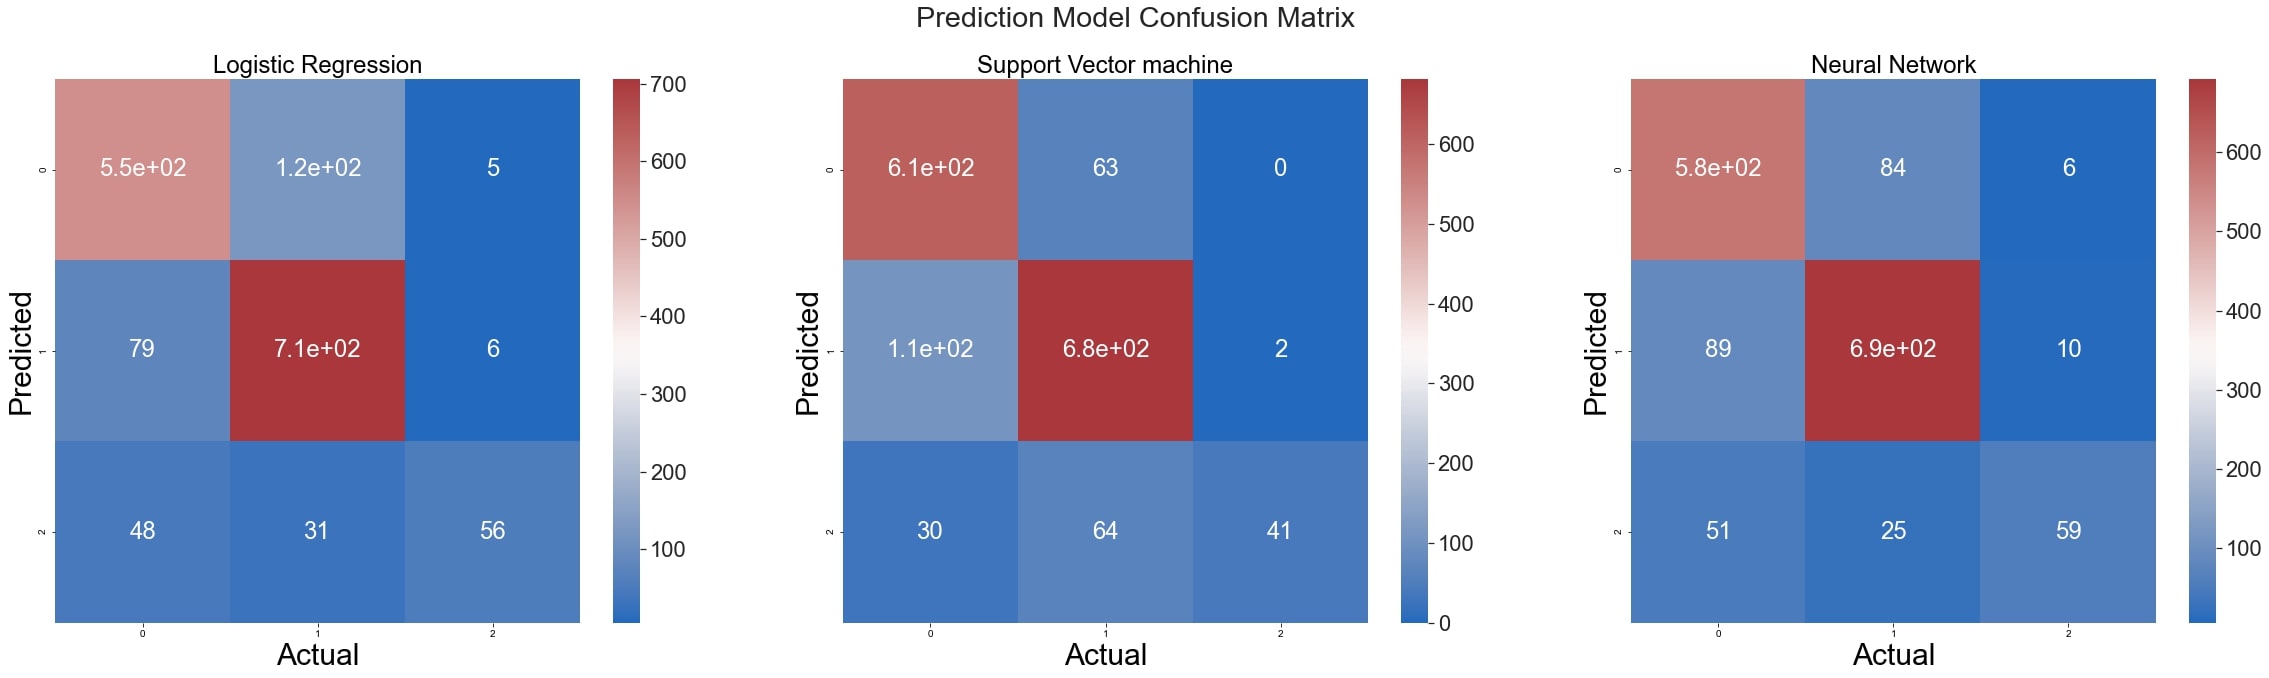 Prediction Model Confusion Matrix
Logistic Regression
700
600
500
400
300
200
100
5.5e+02 1.2e+02 5
79 7.1e+02 6
48 31 56
0
1
2
0 1 2
Predicted
Actual
Support Vector machine
600
500
400
300
200
100
0
6.1e+02 63 0
1.1e+02 6.8e+02 2
30 64 41
0
1
2
0 1 2
Predicted
Actual
Neural Network
600
500
400
300
200
100
5.8e+02 84 6
89 6.9e+02 10
51 25 59
0
1
2
0 1 2
Predicted
Actual